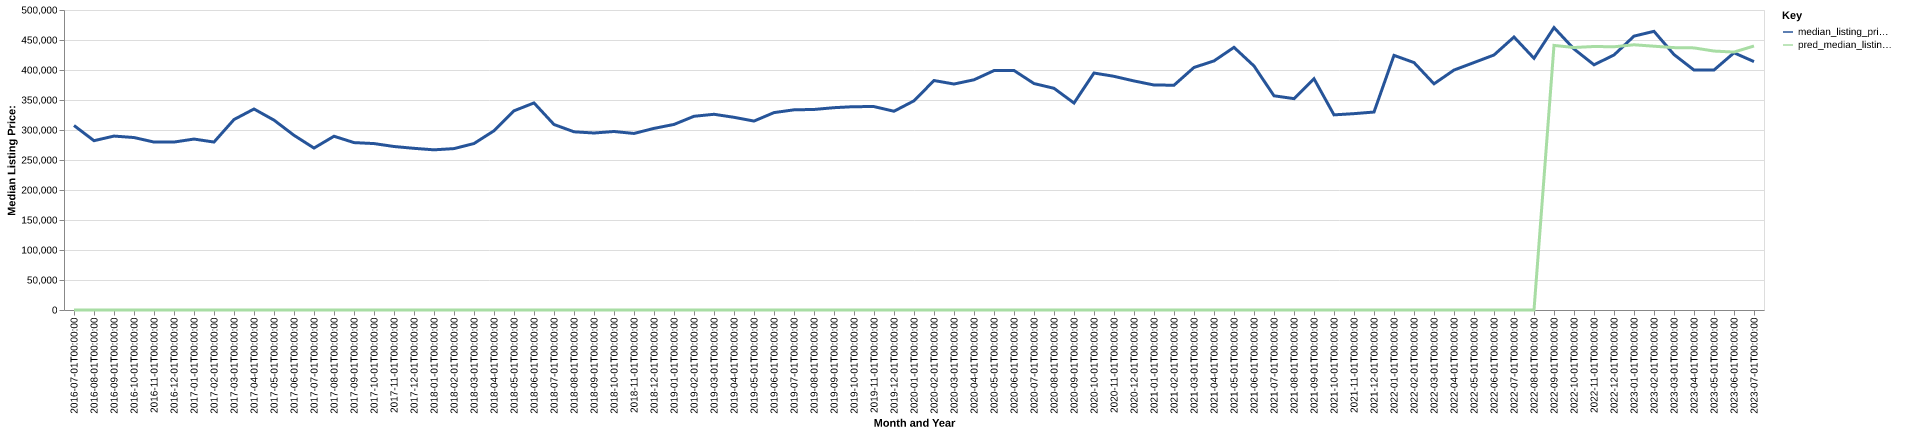 500,000
450,000
400,000
350,000
300,000
250,000
200,000
150,000
100,000
50,000
0
Median Listing Price:
2016-07-01T00:00:00
2016-08-01T00:00:00
2016-09-01T00:00:00
2016-10-01T00:00:00
2016-11-01T00:00:00
2016-12-01T00:00:00
2017-01-01T00:00:00
2017-02-01T00:00:00
2017-03-01T00:00:00
2017-04-01T00:00:00
2017-05-01T00:00:00
2017-06-01T00:00:00
2017-07-01T00:00:00
2017-08-01T00:00:00
2017-09-01T00:00:00
2017-10-01T00:00:00
2017-11-01T00:00:00
2017-12-01T00:00:00
2018-01-01T00:00:00
2018-02-01T00:00:00
2018-03-01T00:00:00
2018-04-01T00:00:00
2018-05-01T00:00:00
2018-06-01T00:00:00
2018-07-01T00:00:00
2018-08-01T00:00:00
2018-09-01T00:00:00
2018-10-01T00:00:00
2018-11-01T00:00:00
2018-12-01T00:00:00
2019-01-01T00:00:00
2019-02-01T00:00:00
2019-03-01T00:00:00
2019-04-01T00:00:00
2019-05-01T00:00:00
2019-06-01T00:00:00
2019-07-01T00:00:00
2019-08-01T00:00:00
2019-09-01T00:00:00
2019-10-01T00:00:00
2019-11-01T00:00:00
2019-12-01T00:00:00
2020-01-01T00:00:00
2020-02-01T00:00:00
2020-03-01T00:00:00
2020-04-01T00:00:00
2020-05-01T00:00:00
2020-06-01T00:00:00
2020-07-01T00:00:00
2020-08-01T00:00:00
2020-09-01T00:00:00
2020-10-01T00:00:00
2020-11-01T00:00:00
2020-12-01T00:00:00
2021-01-01T00:00:00
2021-02-01T00:00:00
2021-03-01T00:00:00
2021-04-01T00:00:00
2021-05-01T00:00:00
2021-06-01T00:00:00
2021-07-01T00:00:00
2021-08-01T00:00:00
2021-09-01T00:00:00
2021-10-01T00:00:00
2021-11-01T00:00:00
2021-12-01T00:00:00
2022-01-01T00:00:00
2022-02-01T00:00:00
2022-03-01T00:00:00
2022-04-01T00:00:00
2022-05-01T00:00:00
2022-06-01T00:00:00
2022-07-01T00:00:00
2022-08-01T00:00:00
2022-09-01T00:00:00
2022-10-01T00:00:00
2022-11-01T00:00:00
2022-12-01T00:00:00
2023-01-01T00:00:00
2023-02-01T00:00:00
2023-03-01T00:00:00
2023-04-01T00:00:00
2023-05-01T00:00:00
2023-06-01T00:00:00
2023-07-01T00:00:00
Month and Year
Key
median_listing_pri…
pred_median_listin…